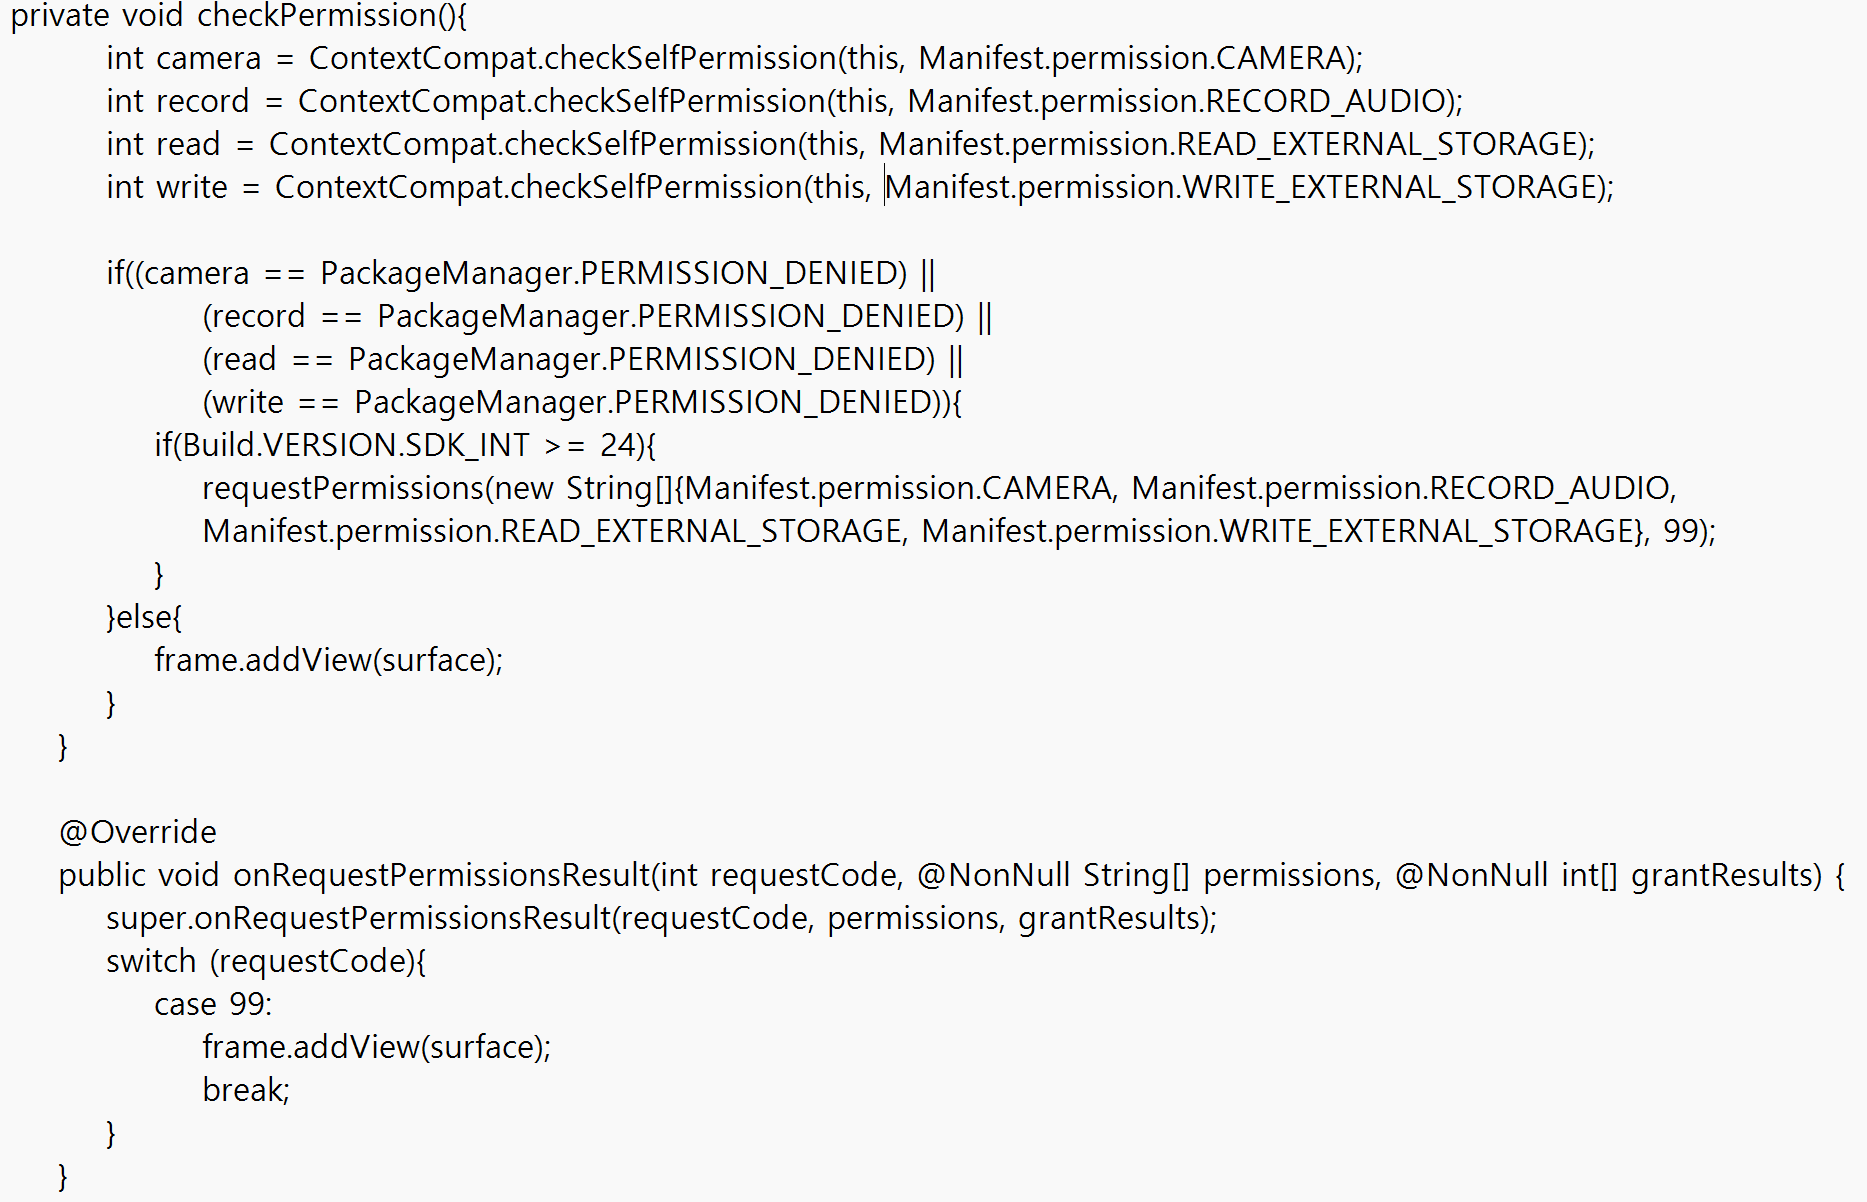 private void checkPermission(){
int camera = ContextCompat.checkSelfPermission(this, Manifest.permission.CAMERA);
int record = ContextCompat.checkSelfPermission(this, Manifest.permission.RECORD_AUDIO);
int read = ContextCompat.checkSelfPermission(this, Manifest.permission.READ_EXTERNAL_STORAGE);
int write = ContextCompat.checkSelfPermission(this, Manifest.permission.WRITE_EXTERNAL_STORAGE);
if((camera == PackageManager.PERMISSION_DENIED) ||
(record == PackageManager.PERMISSION_DENIED) ||
(read == PackageManager.PERMISSION_DENIED) ||
(write == PackageManager.PERMISSION_DENIED)){
if(Build.VERSION.SDK_INT >= 24){
requestPermissions(new String[]{Manifest.permission.CAMERA, Manifest.permission.RECORD_AUDIO,
Manifest.permission.READ_EXTERNAL_STORAGE, Manifest.permission.WRITE_EXTERNAL_STORAGE}, 99);
}
}else{
frame.addView(surface);
}
}
@Override
public void onRequestPermissionsResult(int requestCode, @NonNull String[] permissions, @NonNull int[] grantResults) {
super.onRequestPermissionsResult(requestCode, permissions, grantResults);
switch (requestCode){
case 99:
frame.addView(surface);
break;
}
}